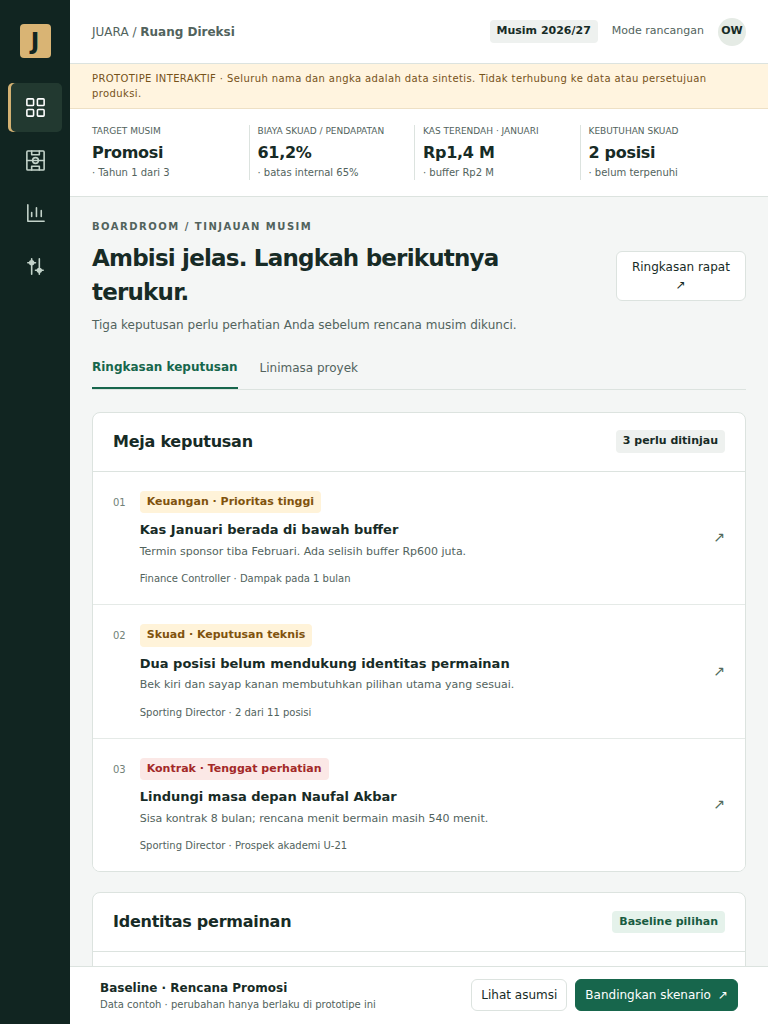 J
JUARA / Ruang Direksi
Musim 2026/27
Mode rancangan
OW
PROTOTIPE INTERAKTIF · Seluruh nama dan angka adalah data sintetis. Tidak terhubung ke data atau persetujuan
produksi.
TARGET MUSIM
Promosi
· Tahun 1 dari 3
BIAYA SKUAD / PENDAPATAN
61,2%
· batas internal 65%
KAS TERENDAH · JANUARI
Rp1,4 M
· buffer Rp2 M
KEBUTUHAN SKUAD
2 posisi
· belum terpenuhi
BOARDROOM / TINJAUAN MUSIM
Ambisi jelas. Langkah berikutnya
terukur.
Tiga keputusan perlu perhatian Anda sebelum rencana musim dikunci.
Ringkasan rapat
↗
Ringkasan keputusan
Linimasa proyek
Meja keputusan
3 perlu ditinjau
01
Keuangan · Prioritas tinggi
Kas Januari berada di bawah buffer
Termin sponsor tiba Februari. Ada selisih buffer Rp600 juta.
Finance Controller · Dampak pada 1 bulan
↗
02
Skuad · Keputusan teknis
Dua posisi belum mendukung identitas permainan
Bek kiri dan sayap kanan membutuhkan pilihan utama yang sesuai.
Sporting Director · 2 dari 11 posisi
↗
03
Kontrak · Tenggat perhatian
Lindungi masa depan Naufal Akbar
Sisa kontrak 8 bulan; rencana menit bermain masih 540 menit.
Sporting Director · Prospek akademi U-21
↗
Identitas permainan
Baseline pilihan
Baseline · Rencana Promosi
Data contoh · perubahan hanya berlaku di prototipe ini
Lihat asumsi
Bandingkan skenario ↗